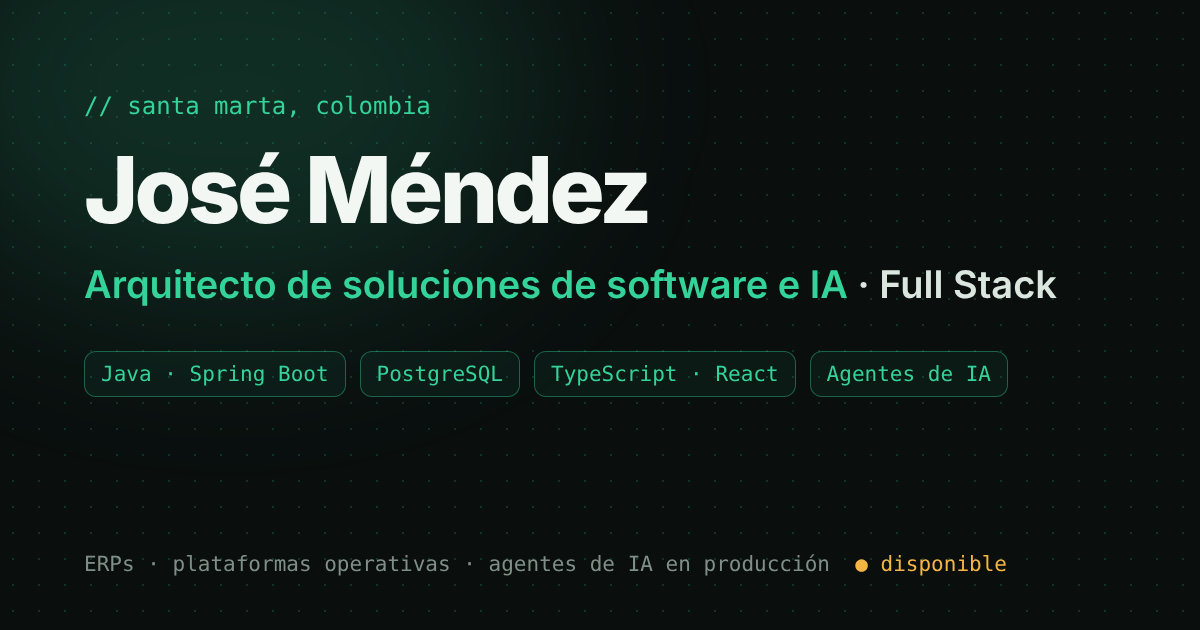 // santa marta, colombia
José Méndez
Arquitecto de soluciones de software e IA · Full Stack
Java · Spring Boot PostgreSQL TypeScript · React Agentes de IA
ERPs · plataformas operativas · agentes de IA en producción ● disponible